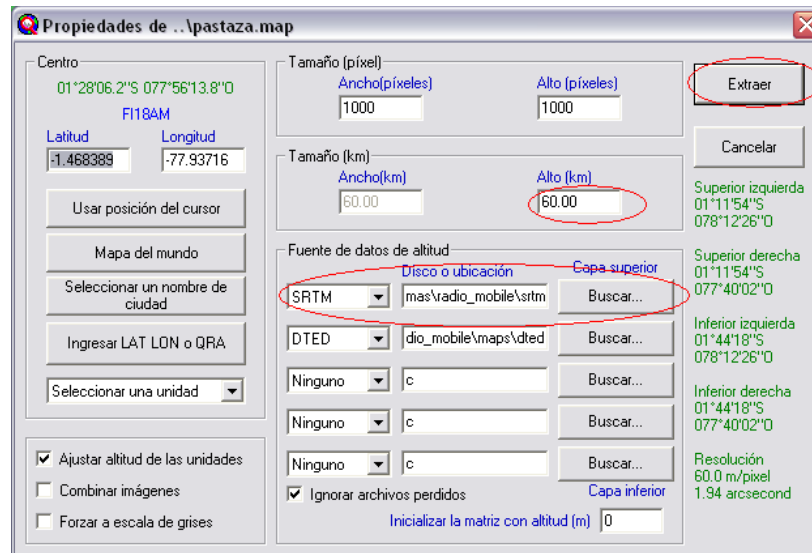 Propiedades de ..\pastaza.map
Centro
01°28'06.2''S 077°56'13.8''O
FI18AM
Latitud Longitud
-1.468389 -77.93716
Usar posición del cursor
Mapa del mundo
Seleccionar un nombre de
ciudad
Ingresar LAT LON o QRA
Seleccionar una unidad
Ajustar altitud de las unidades
Combinar imágenes
Forzar a escala de grises
Tamaño (píxel)
Ancho(píxeles) Alto (píxeles)
1000 1000
Tamaño (km)
Ancho(km) Alto (km)
60.00 60.00
Fuente de datos de altitud
Disco o ubicación Capa superior
SRTM mas\radio_mobile\srtm Buscar...
DTED dio_mobile\maps\dted Buscar...
Ninguno c Buscar...
Ninguno c Buscar...
Ninguno c Buscar...
Ignorar archivos perdidos Capa inferior
Inicializar la matriz con altitud (m) 0
Extraer
Cancelar
Superior izquierda
01°11'54''S
078°12'26''O
Superior derecha
01°11'54''S
077°40'02''O
Inferior izquierda
01°44'18''S
078°12'26''O
Inferior derecha
01°44'18''S
077°40'02''O
Resolución
60.0 m/pixel
1.94 arcsecond